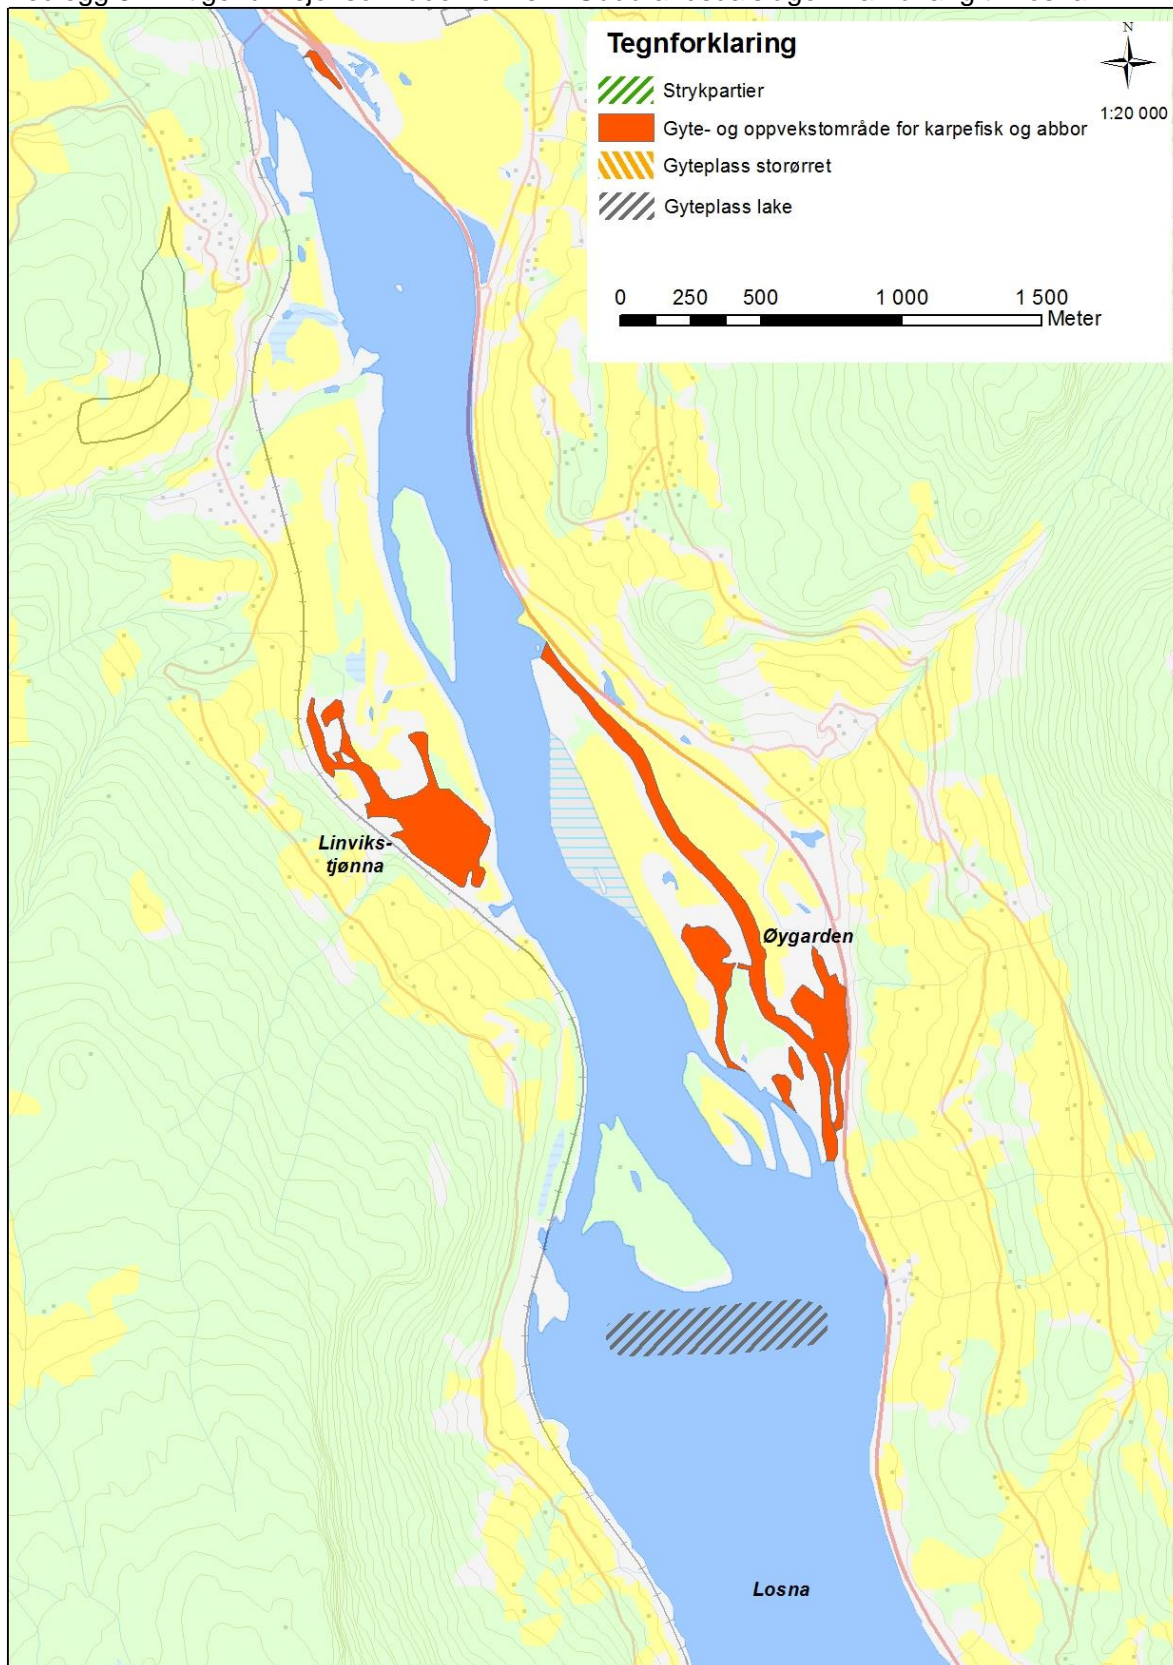 Tegnforklaring
N
1:20 000
Strykpartier
Gyte- og oppvekstområde for karpefisk og abbor
Gyteplass storørret
Gyteplass lake
0 250 500 1 000 1 500
Meter
Linviks-
tjønna
Øygarden
Losna